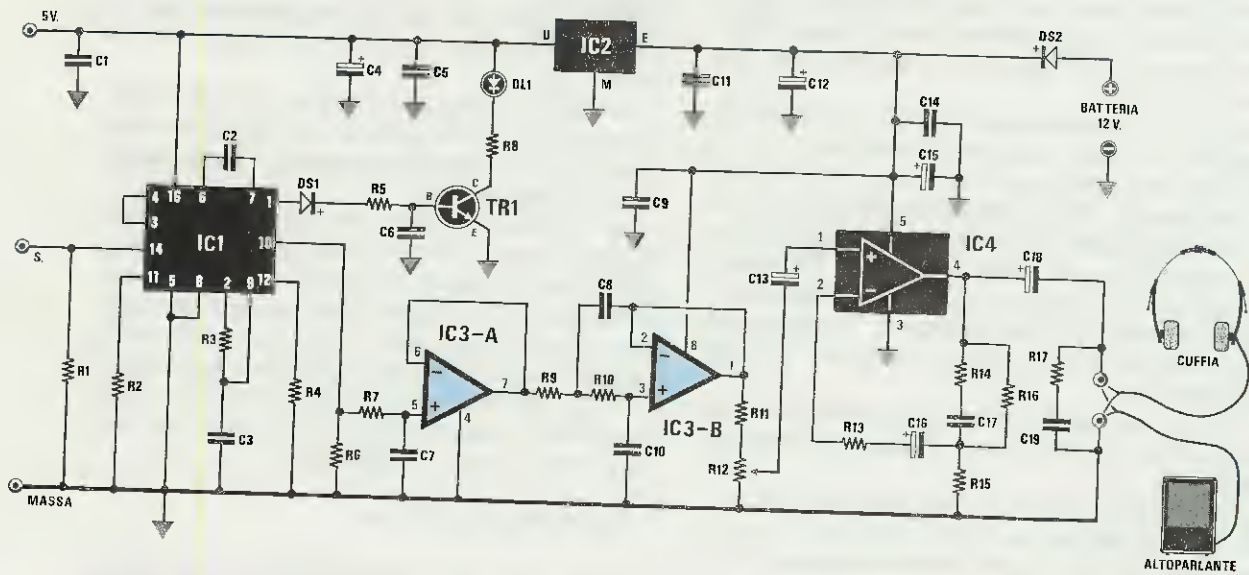 5V.
C1
C4
C5
DL1
R8
U
IC2
E
M
C11
C12
DS2
BATTERIA
12 V.
C14
C15
C2
4
3
16
6
7
1
14
IC1
10
11
5
8
2
9
12
S.
DS1
R5
B
C
E
TR1
C6
C9
R1
R2
R3
C3
R4
R6
R7
C7
IC3-A
6
5
7
4
R9
R10
C8
C10
2
3
8
1
IC3-B
R11
R12
C13
1
2
5
4
3
IC4
C18
R13
C16
R14
C17
R16
R15
R17
C19
CUFFIA
ALTOPARLANTE
MASSA